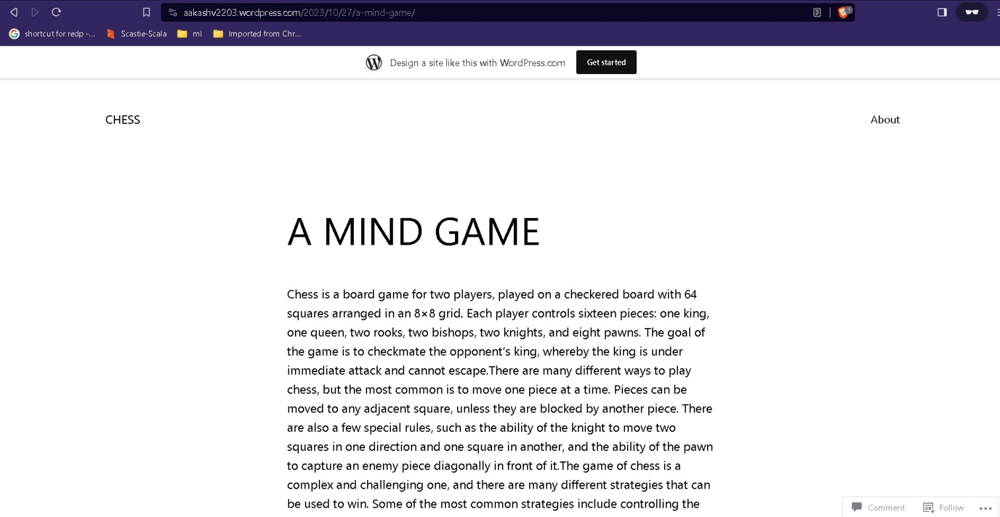 aakashv2203.wordpress.com/2023/10/27/a-mind-game/
shortcut for redp -... Scastie-Scala ml Imported from Chr...
Design a site like this with WordPress.com Get started
CHESS About
A MIND GAME
Chess is a board game for two players, played on a checkered board with 64
squares arranged in an 8×8 grid. Each player controls sixteen pieces: one king,
one queen, two rooks, two bishops, two knights, and eight pawns. The goal of
the game is to checkmate the opponent’s king, whereby the king is under
immediate attack and cannot escape.There are many different ways to play
chess, but the most common is to move one piece at a time. Pieces can be
moved to any adjacent square, unless they are blocked by another piece. There
are also a few special rules, such as the ability of the knight to move two
squares in one direction and one square in another, and the ability of the pawn
to capture an enemy piece diagonally in front of it.The game of chess is a
complex and challenging one, and there are many different strategies that can
be used to win. Some of the most common strategies include controlling the
Comment Follow